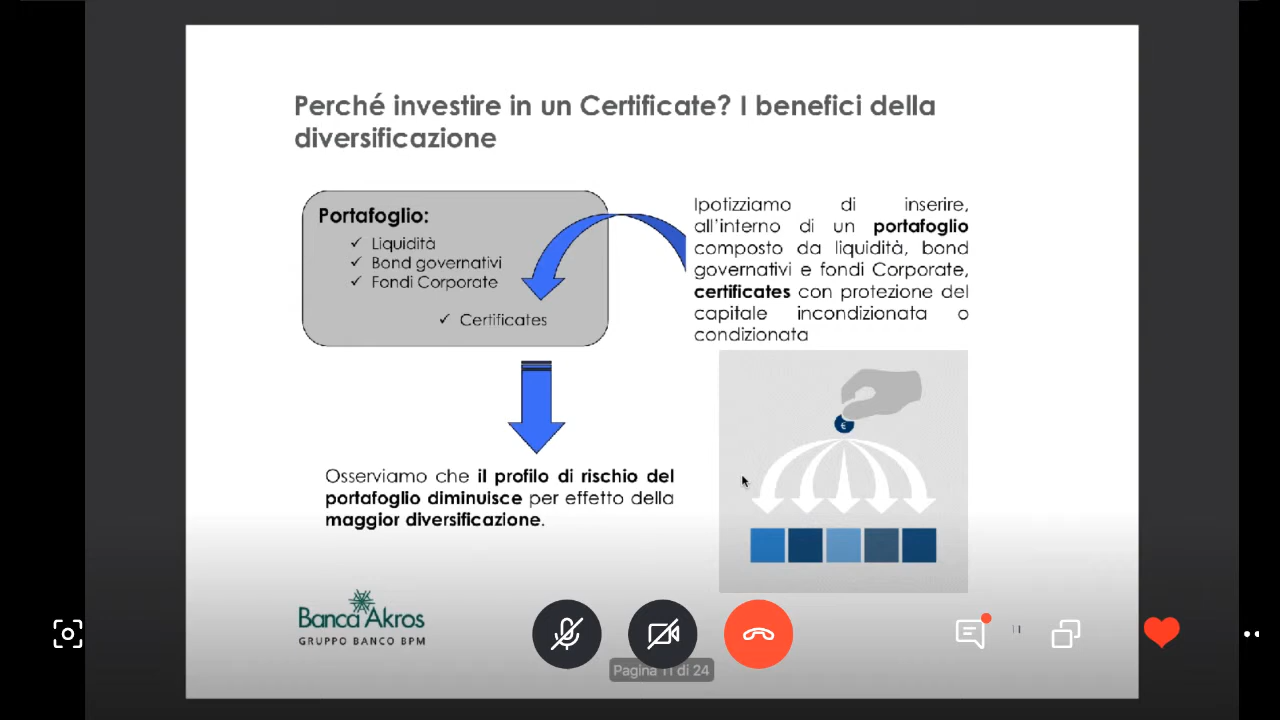 Perché investire in un Certificate? I benefici della
diversificazione
Portafoglio:
✓ Liquidità
✓ Bond governativi
✓ Fondi Corporate
✓ Certificates
Ipotizziamo di inserire,
all'interno di un portafoglio
composto da liquidità, bond
governativi e fondi Corporate,
certificates con protezione del
capitale incondizionata o
condizionata
€
Osserviamo che il profilo di rischio del
portafoglio diminuisce per effetto della
maggior diversificazione.
Banca Akros
GRUPPO BANCO BPM
Pagina 11 di 24